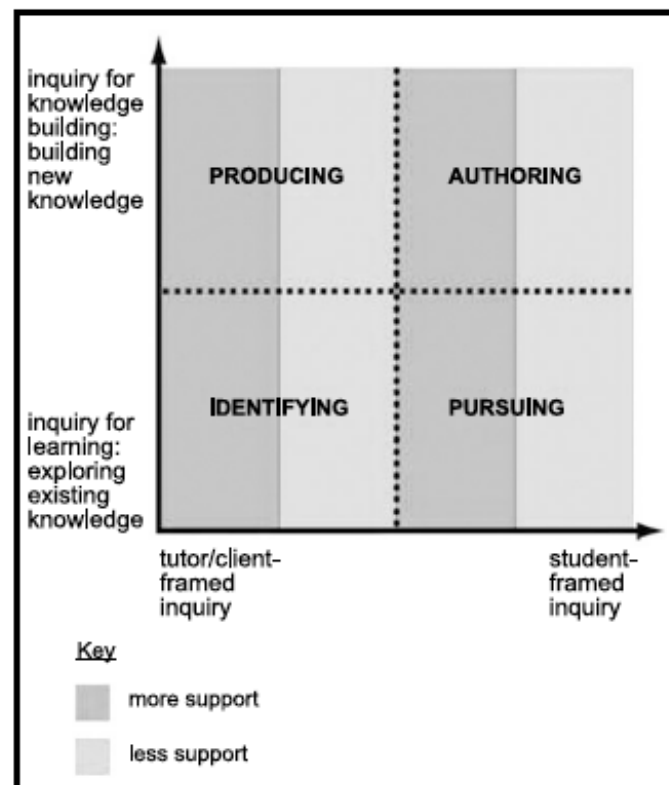 inquiry for
knowledge
building:
building
new
knowledge
PRODUCING
AUTHORING
IDENTIFYING
PURSUING
inquiry for
learning:
exploring
existing
knowledge
tutor/client-
framed
inquiry
student-
framed
inquiry
Key
more support
less support